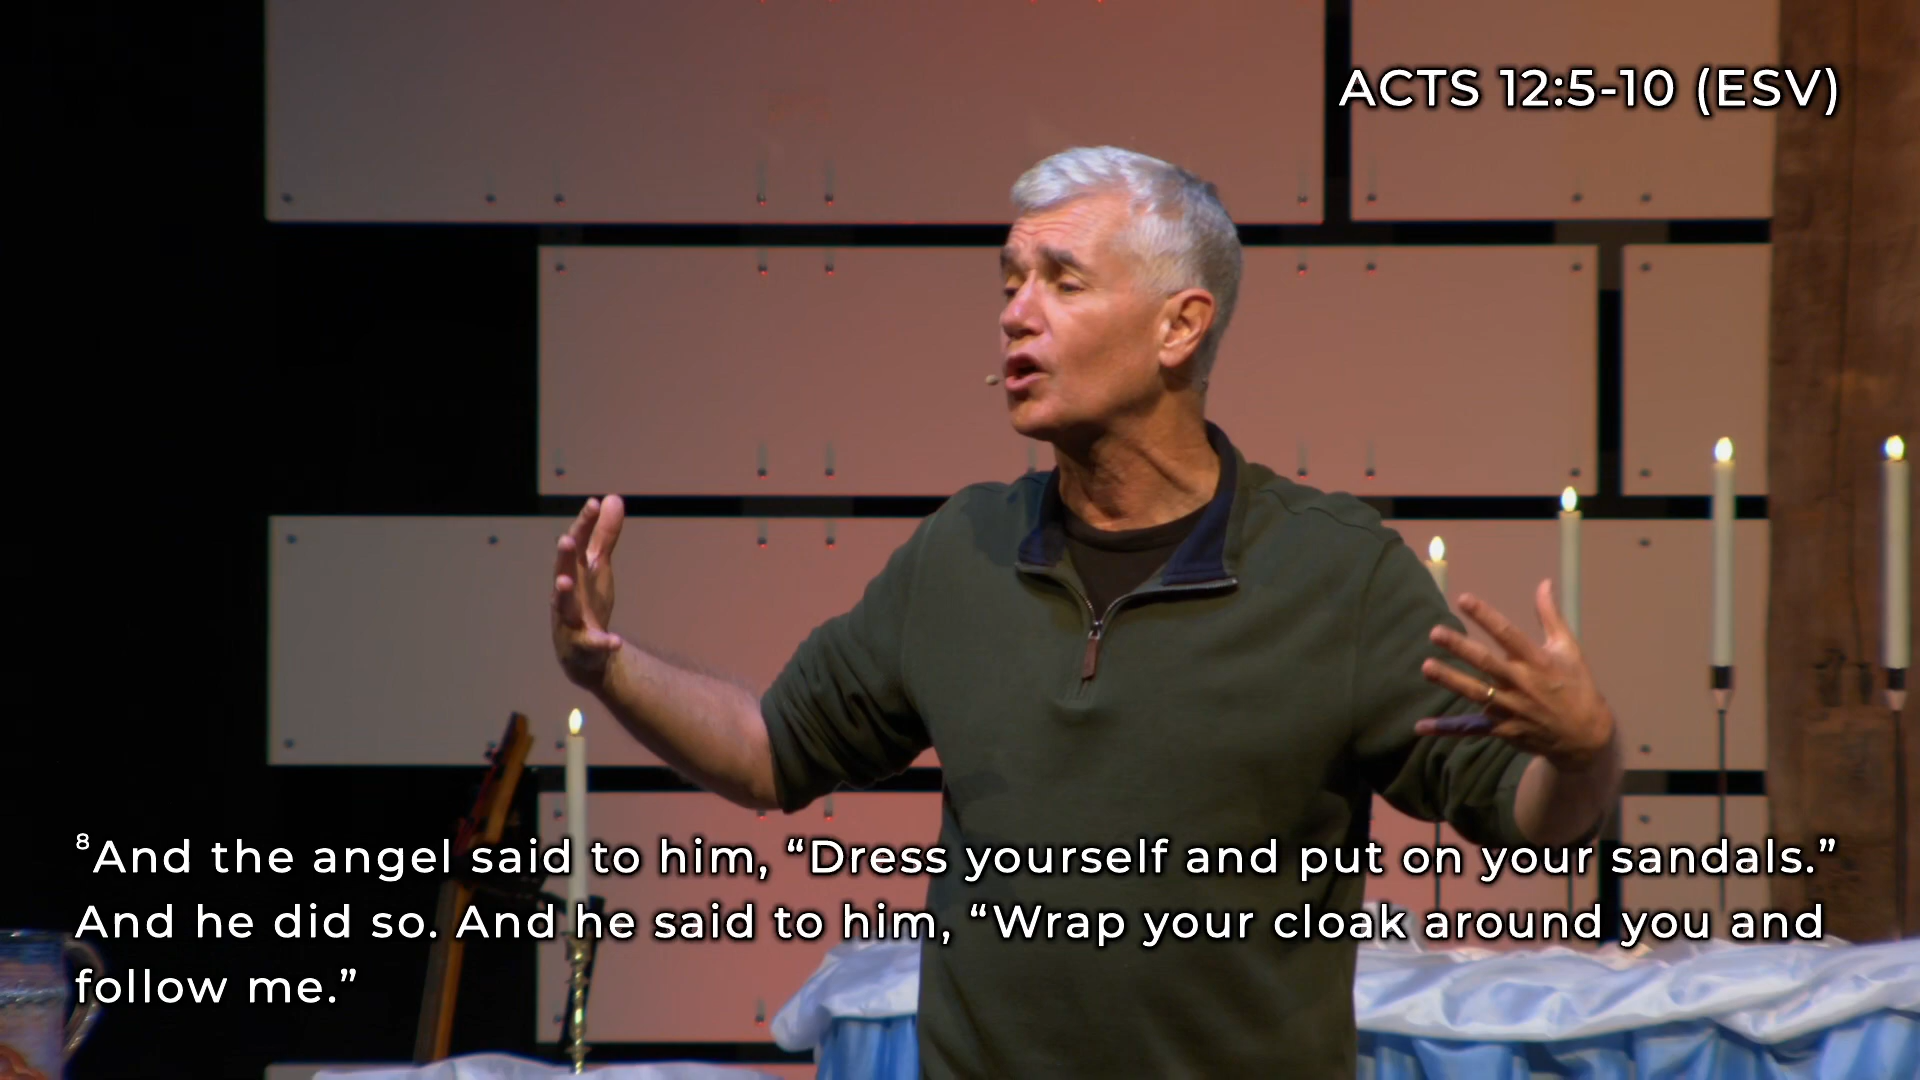 ACTS 12:5-10 (ESV)
⁸And the angel said to him, “Dress yourself and put on your sandals.”
And he did so. And he said to him, “Wrap your cloak around you and
follow me.”